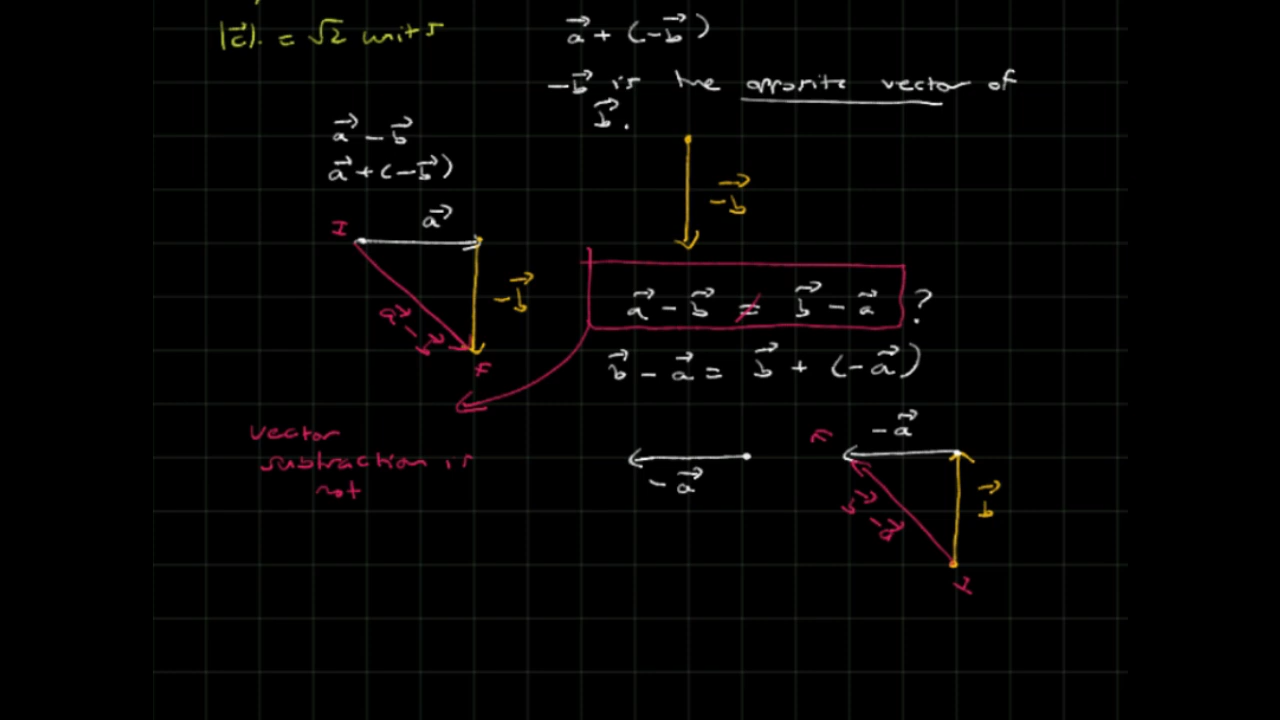 |c⃗|. = √2 units
a⃗ + (-b⃗)
-b⃗ is the opposite vector of
b⃗.
a⃗ - b⃗
a⃗ + (-b⃗)
-b⃗
I
a⃗
-b⃗
a⃗ - b⃗
F
a⃗ - b⃗ ≠ b⃗ - a⃗ ?
b⃗ - a⃗ = b⃗ + (-a⃗)
vector
subtraction is
not
-a⃗
F
-a⃗
b⃗
b⃗ - a⃗
I